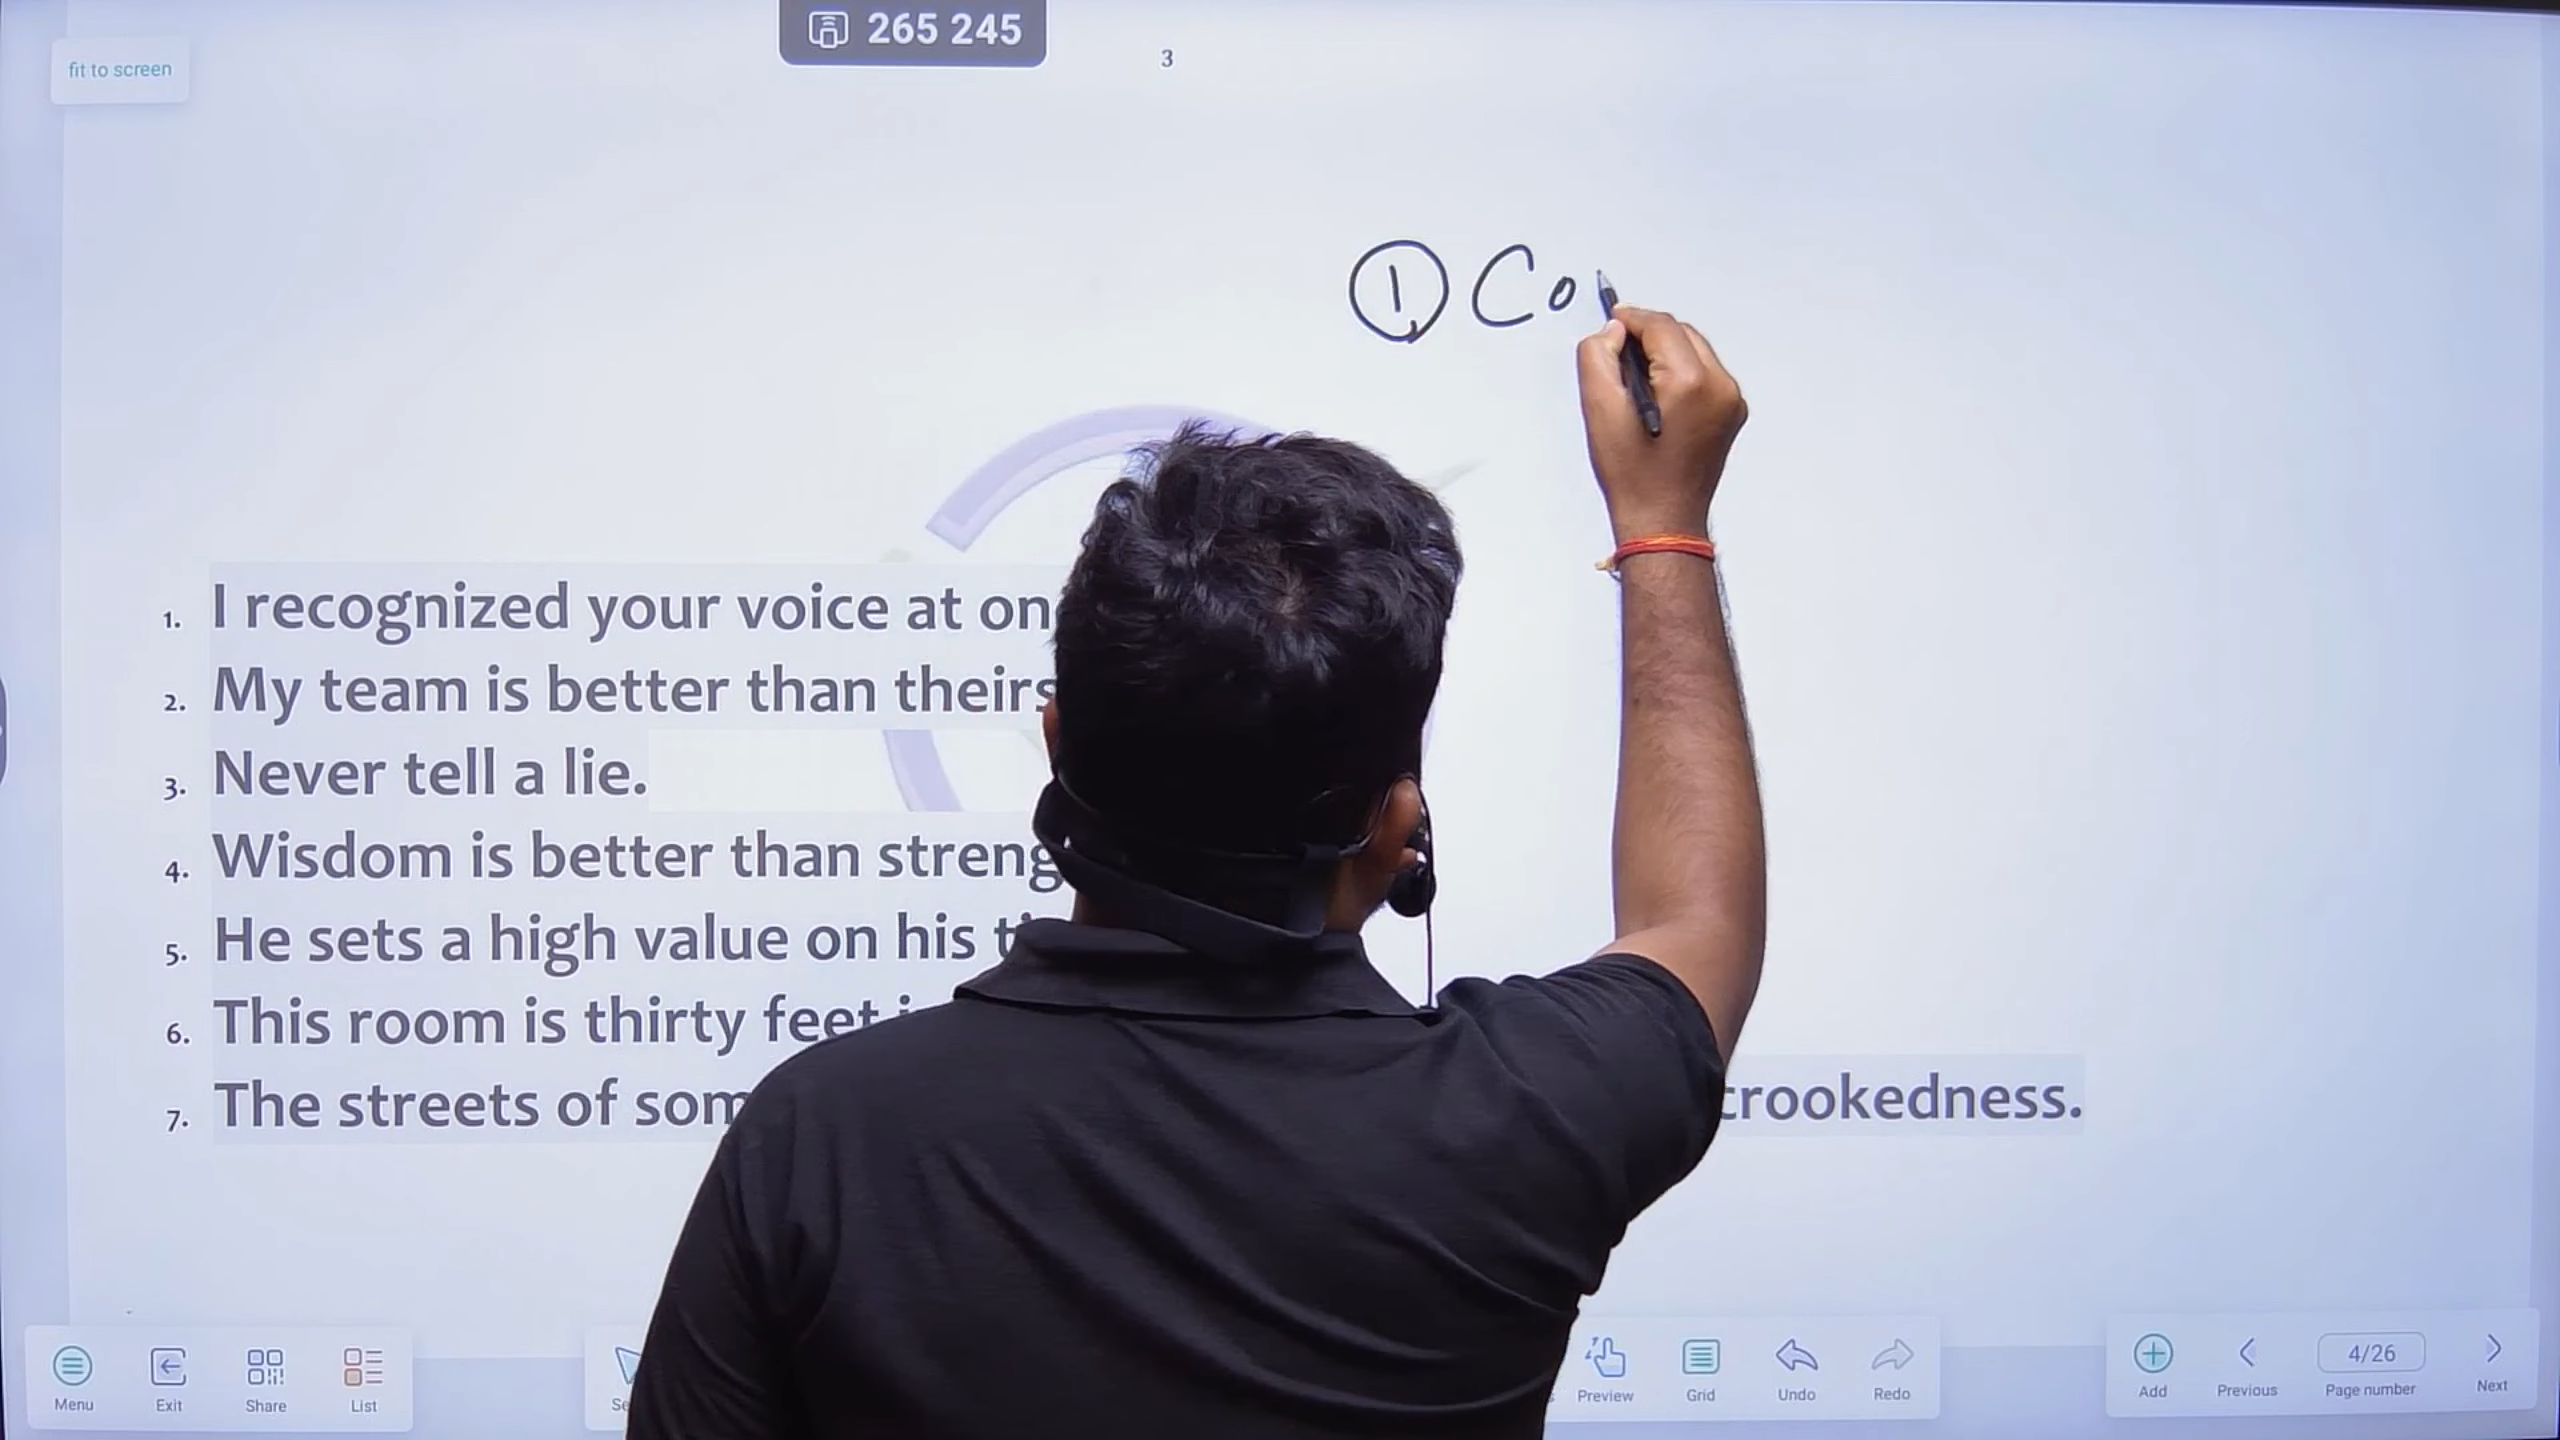 265 245
fit to screen
3
① Co
1. I recognized your voice at
2. My team is better than theirs
3. Never tell a lie.
4. Wisdom is better than
5. He sets a high value on his
6. This room is thirty feet
7. The streets of crookedness.
Menu Exit Share List Preview Grid Undo Redo Add Previous 4/26 Page number Next